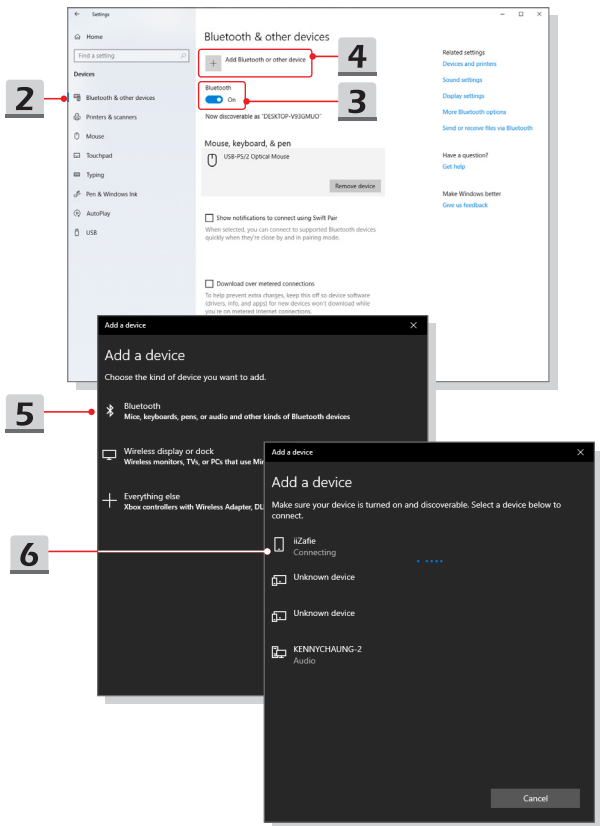 Settings
Home
Find a setting
Devices
Bluetooth & other devices
Printers & scanners
Mouse
Touchpad
Typing
Pen & Windows Ink
AutoPlay
USB
2
Bluetooth & other devices
Add Bluetooth or other device
4
Bluetooth
On
3
Now discoverable as "DESKTOP-V93GMUO"
Mouse, keyboard, & pen
USB-PS/2 Optical Mouse
Remove device
Show notifications to connect using Swift Pair
When selected, you can connect to supported Bluetooth devices
quickly when they're close by and in pairing mode.
Download over metered connections
To help prevent extra charges, keep this off so device software
(drivers, info, and apps) for new devices won't download while
you're on metered internet connections.
Related settings
Devices and printers
Sound settings
Display settings
More Bluetooth options
Send or receive files via Bluetooth
Have a question?
Get help
Make Windows better
Give us feedback
Add a device
Add a device
Choose the kind of device you want to add.
5
Bluetooth
Mice, keyboards, pens, or audio and other kinds of Bluetooth devices
Wireless display or dock
Wireless monitors, TVs, or PCs that use Mir
Everything else
Xbox controllers with Wireless Adapter, DL
6
Add a device
Add a device
Make sure your device is turned on and discoverable. Select a device below to
connect.
iiZafie
Connecting
Unknown device
Unknown device
KENNYCHAUNG-2
Audio
Cancel